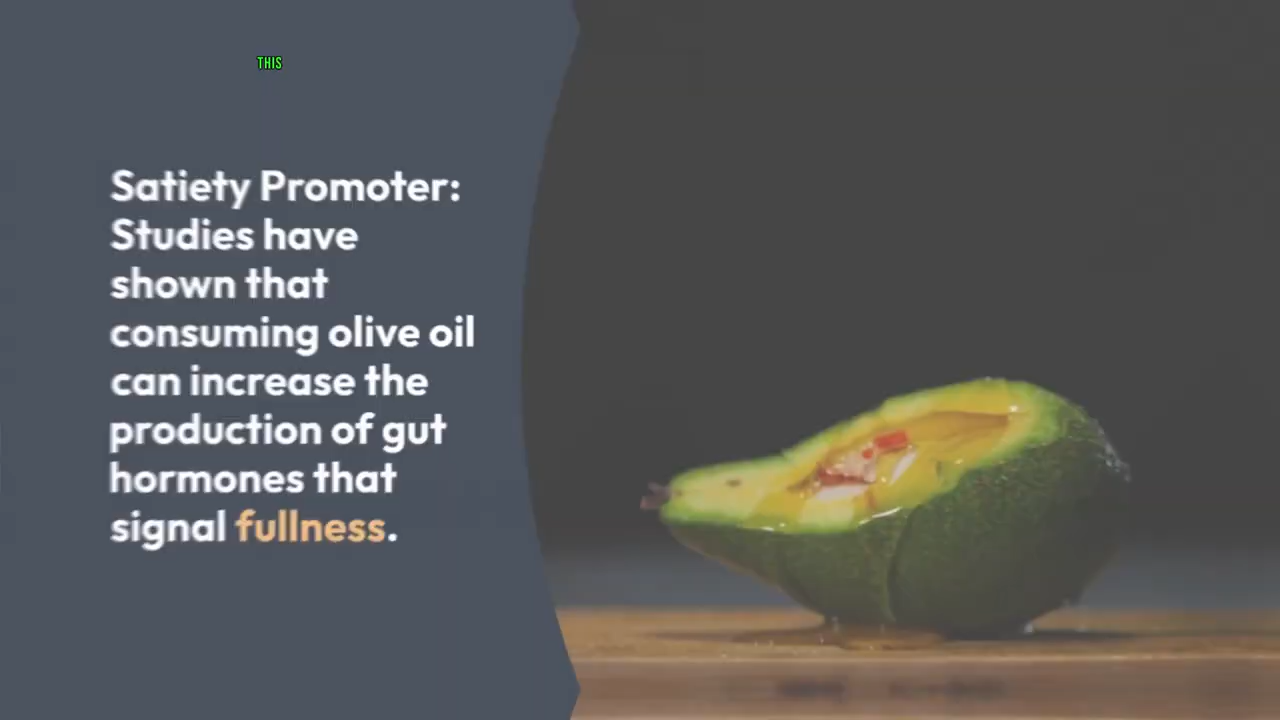 THIS
Satiety Promoter:
Studies have
shown that
consuming olive oil
can increase the
production of gut
hormones that
signal fullness.